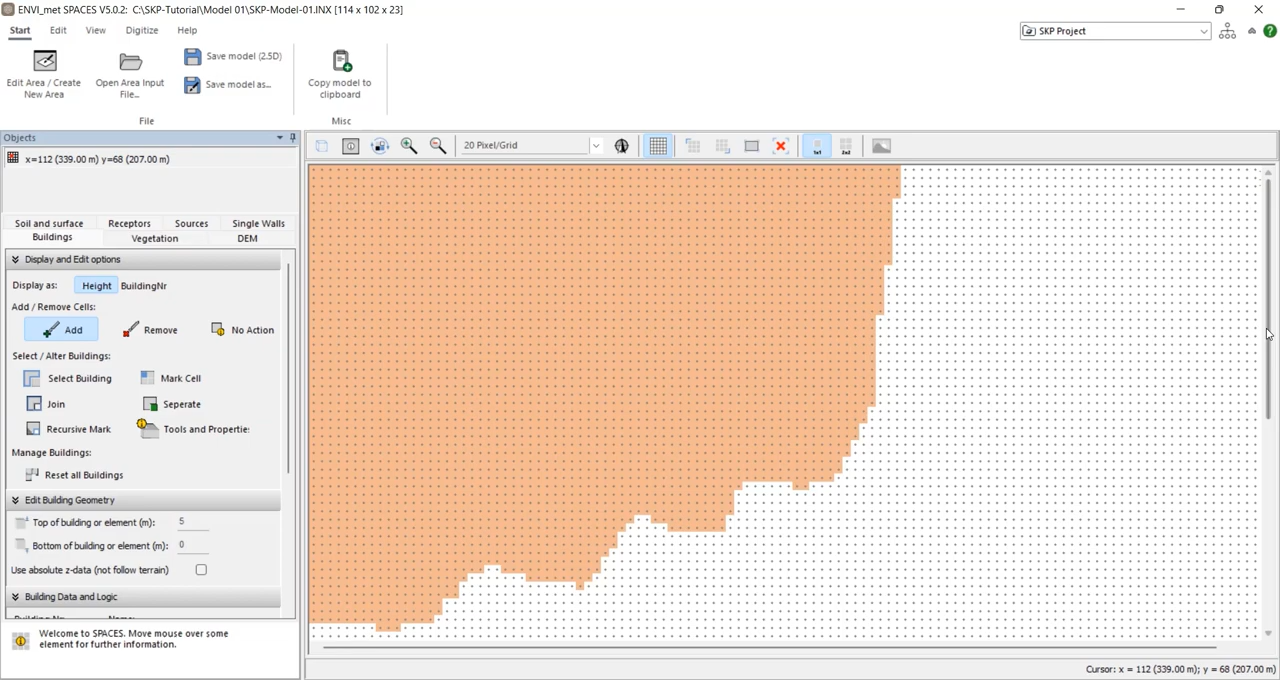 ENVI_met SPACES V5.0.2: C:\SKP-Tutorial\Model 01\SKP-Model-01.INX [114 x 102 x 23]
Start Edit View Digitize Help
SKP Project
Edit Area / Create New Area
Open Area Input File...
Save model (2.5D)
Save model as...
Copy model to clipboard
File
Misc
Objects
20 Pixel/Grid
1x1
2x2
x=112 (339.00 m) y=68 (207.00 m)
Soil and surface Receptors Sources Single Walls
Buildings Vegetation DEM
Display and Edit options
Display as: Height BuildingNr
Add / Remove Cells:
Add Remove No Action
Select / Alter Buildings:
Select Building Mark Cell
Join Seperate
Recursive Mark Tools and Propertie:
Manage Buildings:
Reset all Buildings
Edit Building Geometry
Top of building or element (m): 5
Bottom of building or element (m): 0
Use absolute z-data (not follow terrain)
Building Data and Logic
Welcome to SPACES. Move mouse over some
element for further information.
Cursor: x = 112 (339.00 m); y = 68 (207.00 m)